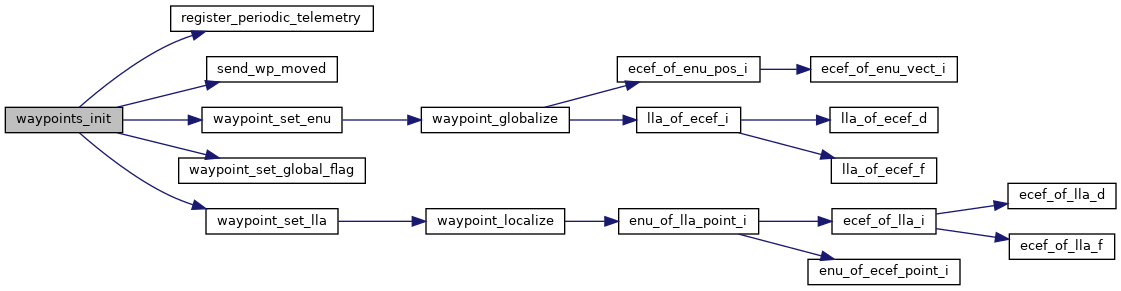 register_periodic_telemetry
send_wp_moved
ecef_of_enu_pos_i
ecef_of_enu_vect_i
waypoints_init
waypoint_set_enu
waypoint_globalize
lla_of_ecef_i
lla_of_ecef_d
waypoint_set_global_flag
lla_of_ecef_f
waypoint_set_lla
waypoint_localize
enu_of_lla_point_i
ecef_of_lla_i
ecef_of_lla_d
ecef_of_lla_f
enu_of_ecef_point_i